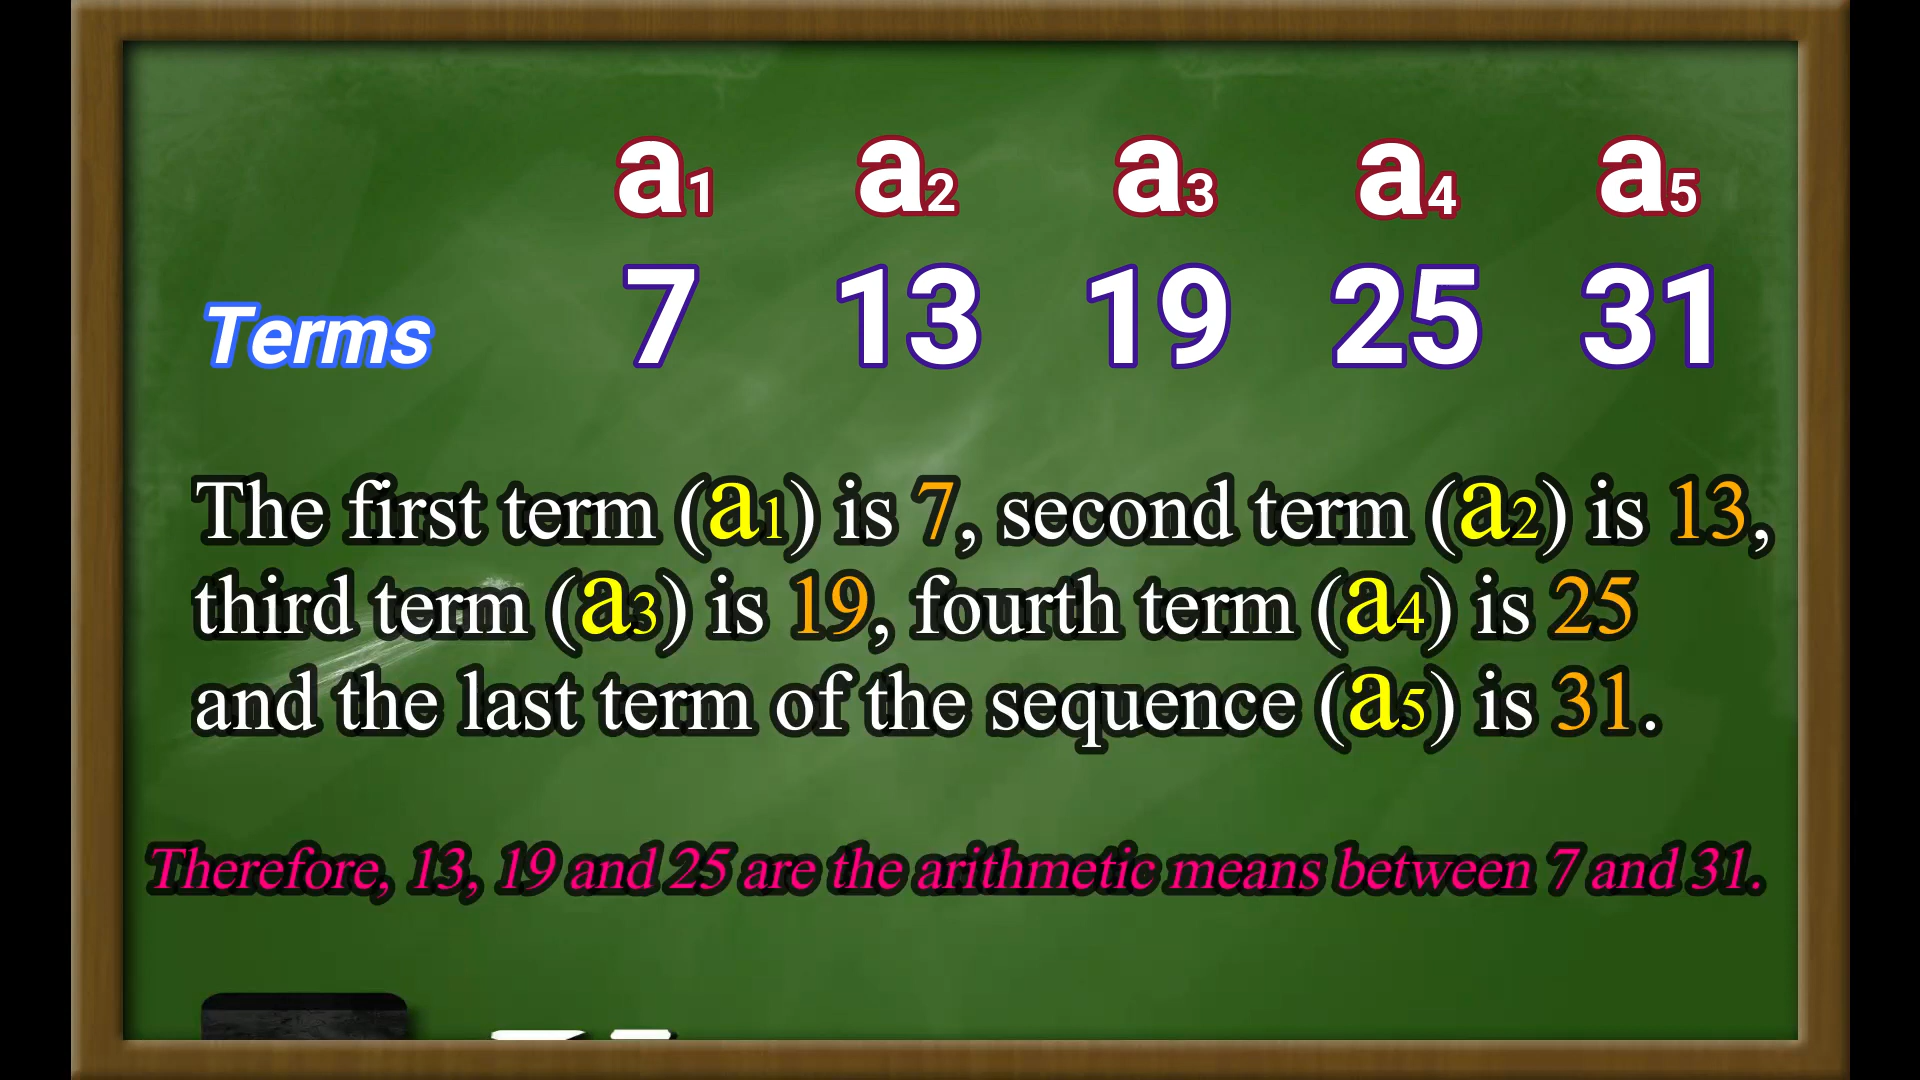 a1 a2 a3 a4 a5
Terms 7 13 19 25 31
The first term (a1) is 7, second term (a2) is 13,
third term (a3) is 19, fourth term (a4) is 25
and the last term of the sequence (a5) is 31.
Therefore, 13, 19 and 25 are the arithmetic means between 7 and 31.